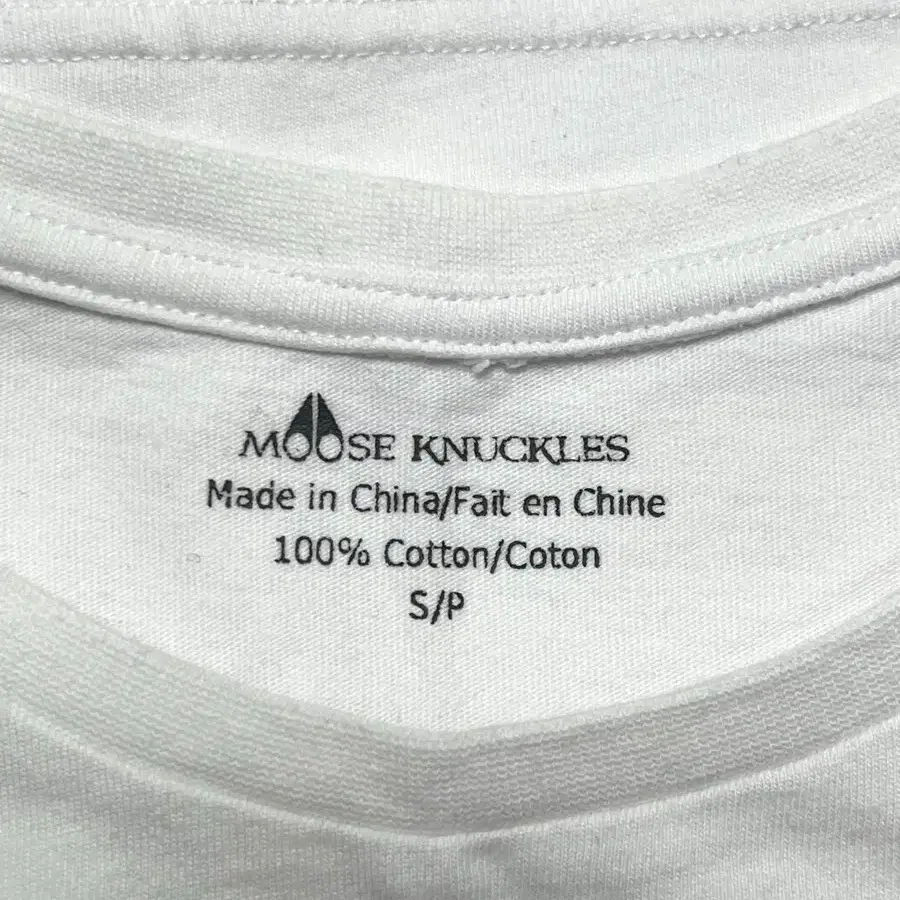 MOOSE KNUCKLES
Made in China/Fait en Chine
100% Cotton/Coton
S/P